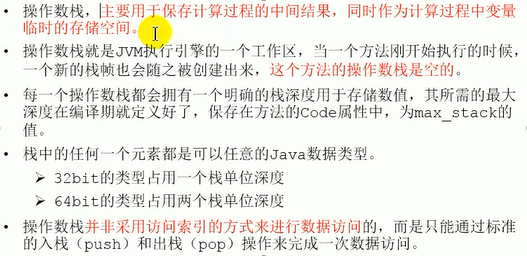 • 操作数栈，主要用于保存计算过程的中间结果，同时作为计算过程中变量
临时的存储空间。
• 操作数栈就是JVM执行引擎的一个工作区，当一个方法刚开始执行的时候，
一个新的栈帧也会随之被创建出来，这个方法的操作数栈是空的。
• 每一个操作数栈都会拥有一个明确的栈深度用于存储数值，其所需的最大
深度在编译期就定义好了，保存在方法的Code属性中，为max_stack的
值。
• 栈中的任何一个元素都是可以任意的Java数据类型。
➢ 32bit的类型占用一个栈单位深度
➢ 64bit的类型占用两个栈单位深度
• 操作数栈并非采用访问索引的方式来进行数据访问的，而是只能通过标准
的入栈（push）和出栈（pop）操作来完成一次数据访问。